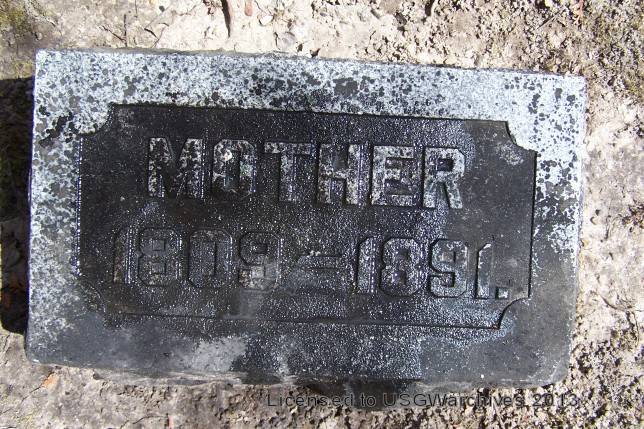 MOTHER
1809=1891.
Licensed to USGWarchives 2013